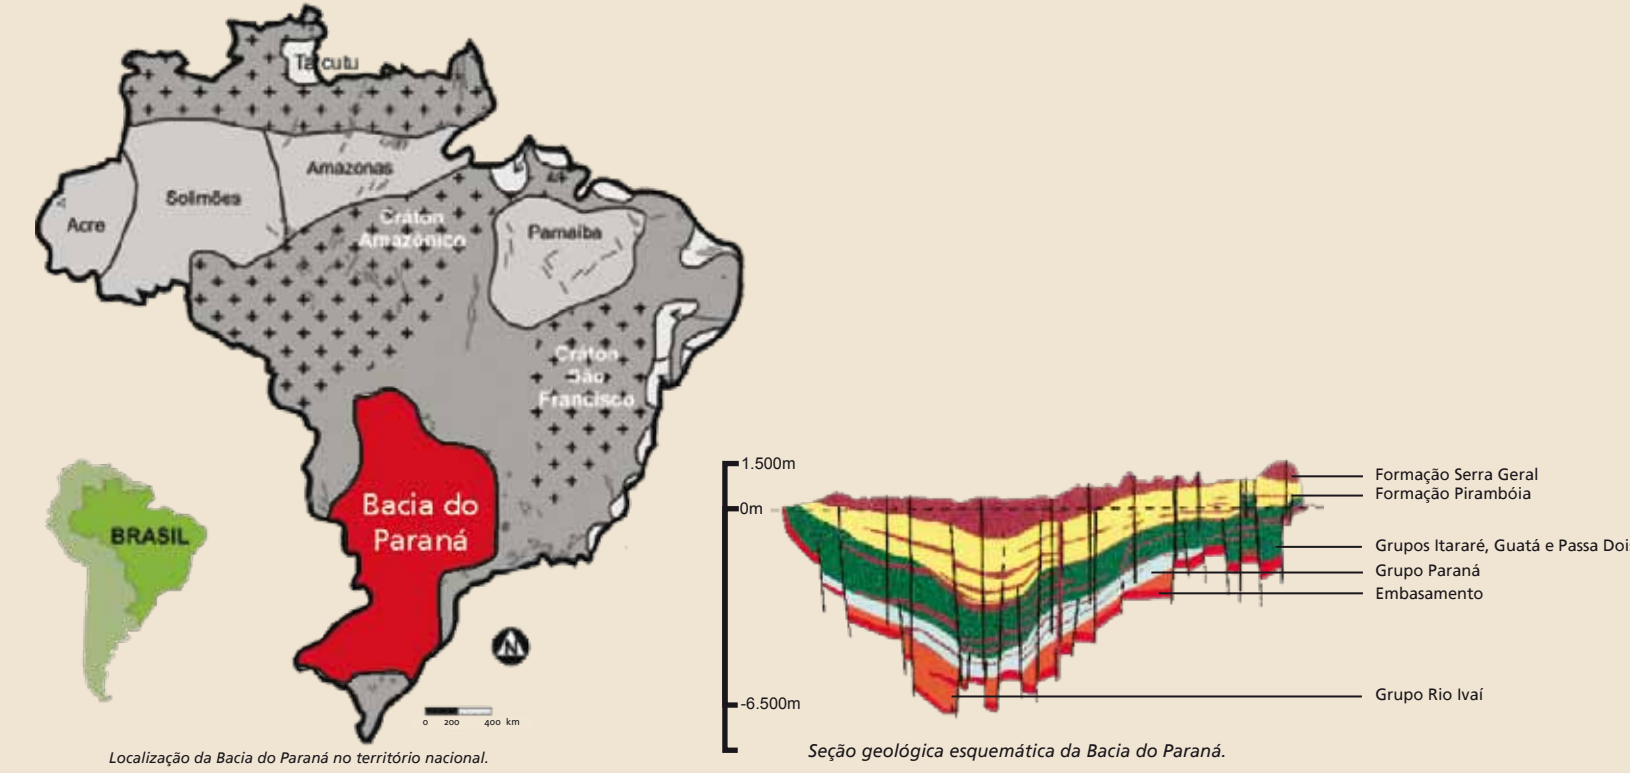 Tacutu
Amazonas
Solimões
Acre
Cráton
Amazônico
Parnaíba
Cráton
São
Francisco
Bacia do
Paraná
BRASIL
N
0 200 400 km
Localização da Bacia do Paraná no território nacional.
1.500m
0m
-6.500m
Formação Serra Geral
Formação Pirambóia
Grupos Itararé, Guatá e Passa Dois
Grupo Paraná
Embasamento
Grupo Rio Ivaí
Seção geológica esquemática da Bacia do Paraná.